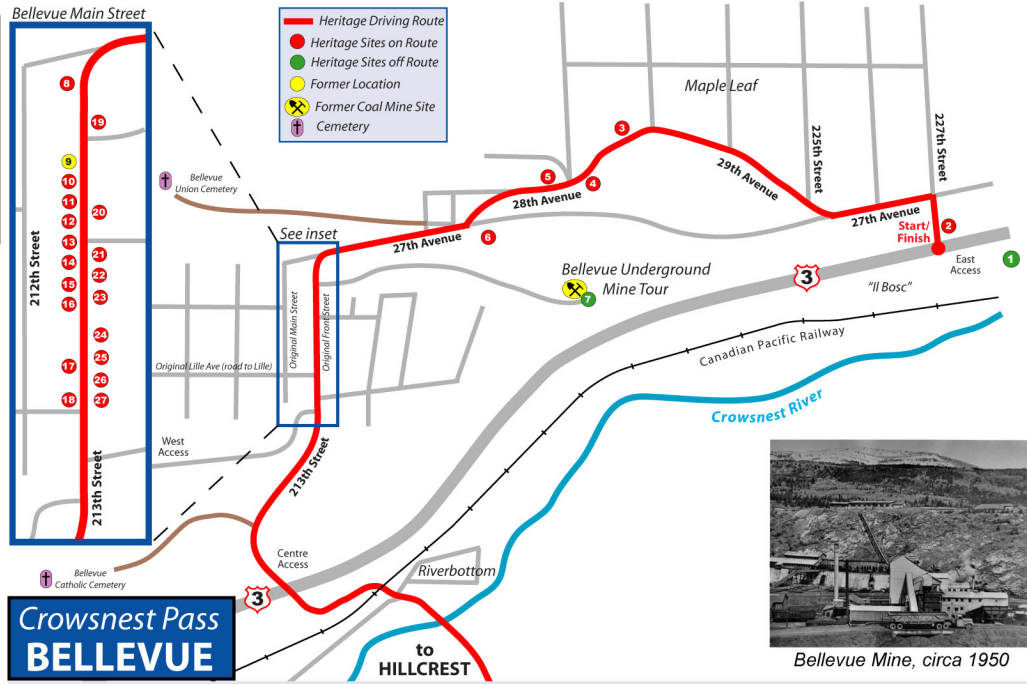 Bellevue Main Street
8
19
9
10
11
20
12
13
21
14
22
15
23
16
24
25
17
26
18
27
212th Street
213th Street
Heritage Driving Route
Heritage Sites on Route
Heritage Sites off Route
Former Location
Former Coal Mine Site
Cemetery
Maple Leaf
3
5
4
28th Avenue
29th Avenue
225th Street
227th Street
27th Avenue
2
Start/
Finish
East
Access
1
"Il Bosc"
3
Bellevue
Union Cemetery
See inset
27th Avenue
6
Bellevue Underground
Mine Tour
7
Original Main Street
Original Front Street
Original Lille Ave (road to Lille)
Canadian Pacific Railway
Crowsnest River
West
Access
213th Street
Centre
Access
Bellevue
Catholic Cemetery
3
Riverbottom
to
HILLCREST
Crowsnest Pass
BELLEVUE
Bellevue Mine, circa 1950